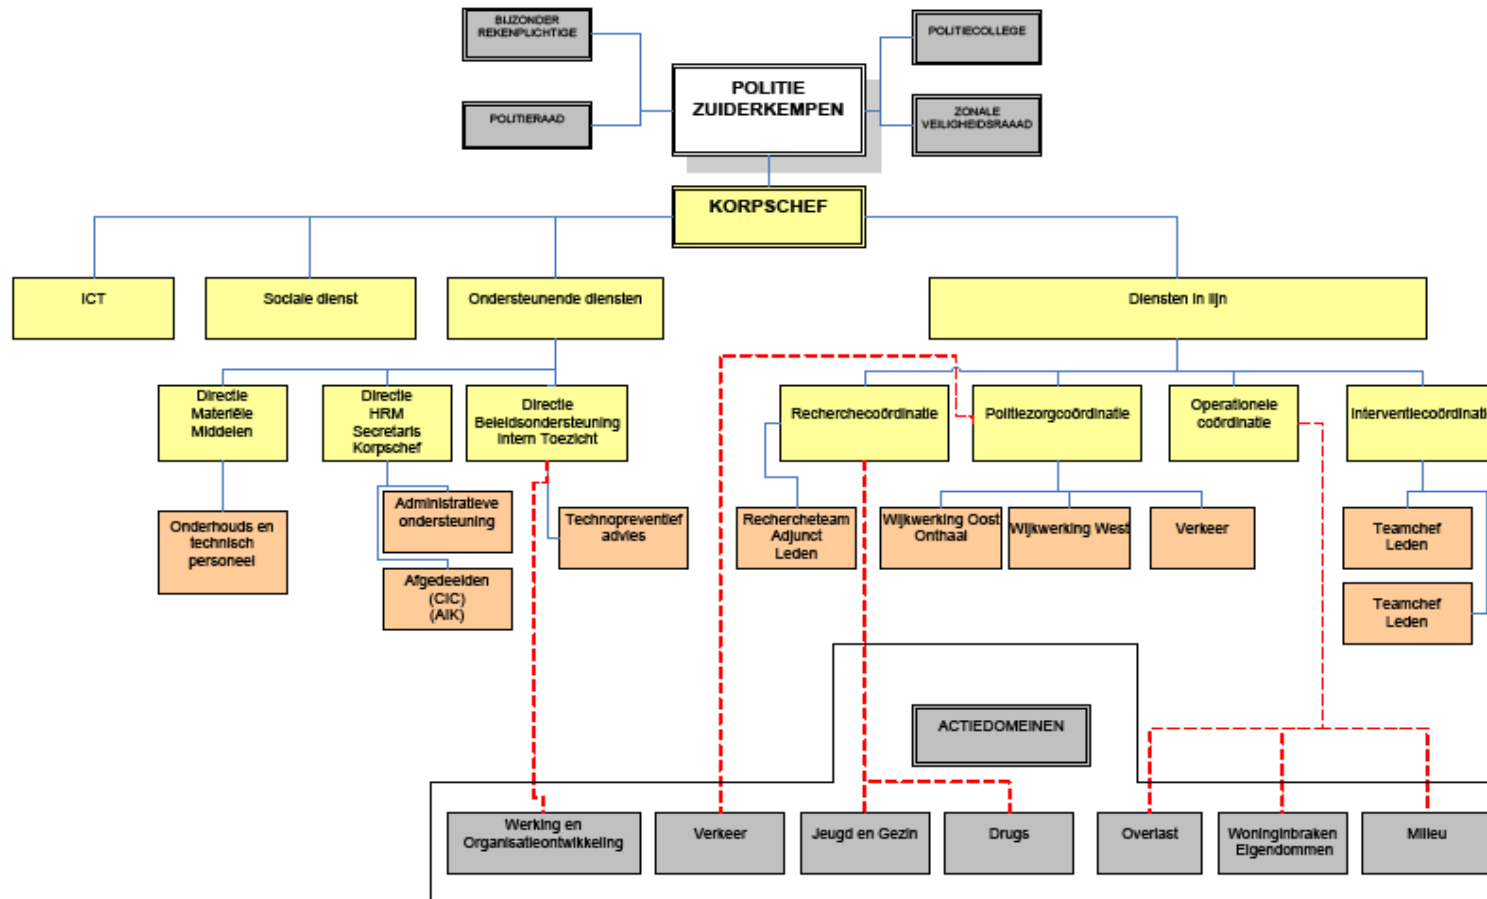 BIJZONDER
REKENPLICHTIGE
POLITIECOLLEGE
POLITIE
ZUIDERKEMPEN
POLITIERAAD
ZONALE
VEILIGHEIDSRAAAD
KORPSCHEF
ICT
Sociale dienst
Ondersteunende diensten
Diensten in lijn
Directie
Materiële
Middelen
Directie
HRM
Secretaris
Korpschef
Directie
Beleidsondersteuning
Intern Toezicht
Recherchecoördinatie
Politiezorgcoördinatie
Operationele
coördinatie
Interventiecoördinatie
Onderhouds en
technisch
personeel
Administratieve
ondersteuning
Afgedeelden
(CIC)
(AIK)
Technopreventief
advies
Rechercheteam
Adjunct
Leden
Wijkwerking Oost
Onthaal
Wijkwerking West
Verkeer
Teamchef
Leden
Teamchef
Leden
ACTIEDOMEINEN
Werking en
Organisatieontwikkeling
Verkeer
Jeugd en Gezin
Drugs
Overlast
Woninginbraken
Eigendommen
Milieu